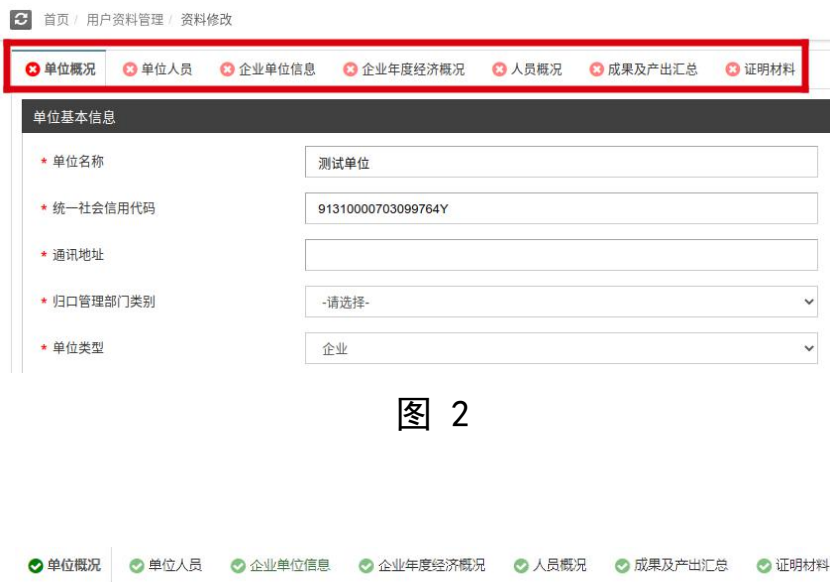 首页 / 用户资料管理 / 资料修改
单位概况 单位人员 企业单位信息 企业年度经济概况 人员概况 成果及产出汇总 证明材料
单位基本信息
* 单位名称 测试单位
* 统一社会信用代码 91310000703099764Y
* 通讯地址
* 归口管理部门类别 -请选择-
* 单位类型 企业
图 2
单位概况 单位人员 企业单位信息 企业年度经济概况 人员概况 成果及产出汇总 证明材料